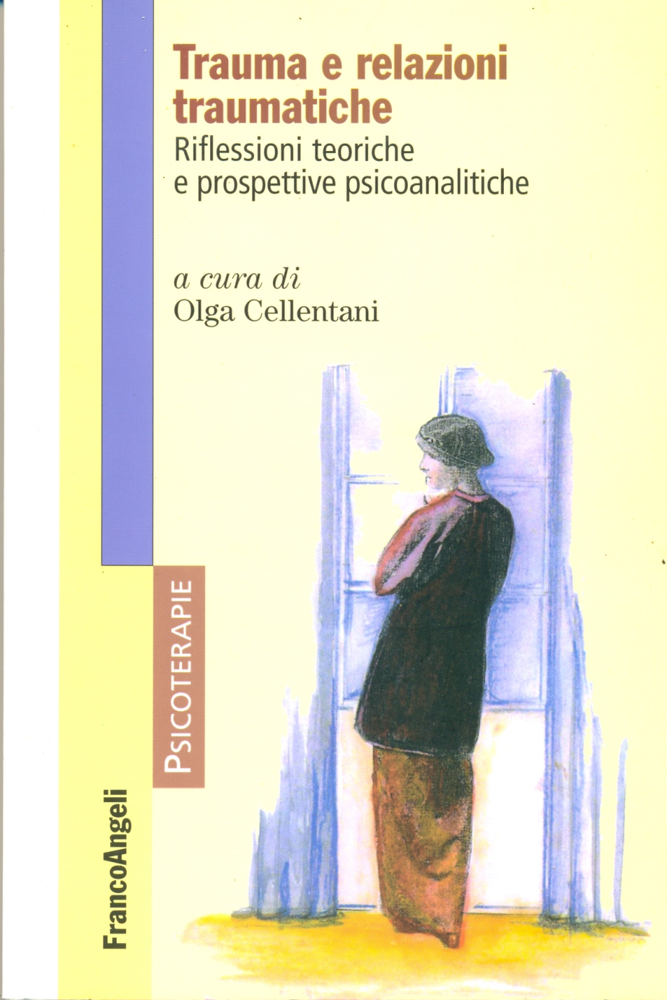 Trauma e relazioni
traumatiche
Riflessioni teoriche
e prospettive psicoanalitiche
a cura di
Olga Cellentani
PSICOTERAPIE
FrancoAngeli